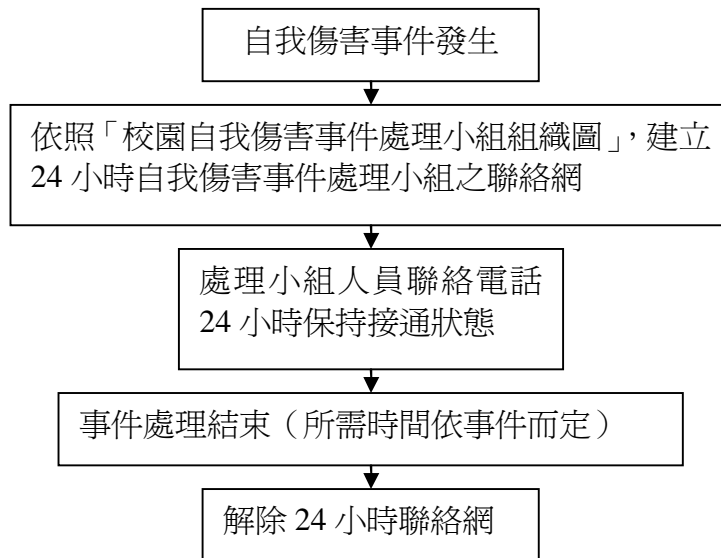 自我傷害事件發生
依照「校園自我傷害事件處理小組組織圖」，建立
24 小時自我傷害事件處理小組之聯絡網
處理小組人員聯絡電話
24 小時保持接通狀態
事件處理結束（所需時間依事件而定）
解除 24 小時聯絡網